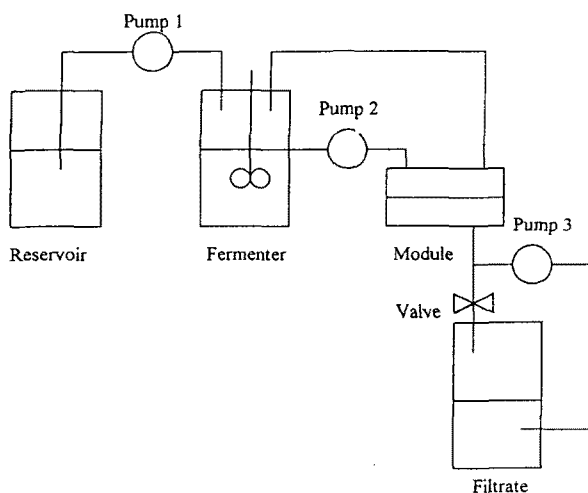 Pump 1
Pump 2
Reservoir
Fermenter
Module
Pump 3
Valve
Filtrate